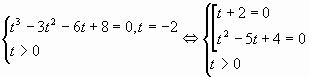 { t³ − 3t² − 6t + 8 = 0, t = −2 ⇔ { [ t + 2 = 0
t² − 5t + 4 = 0
t > 0 t > 0